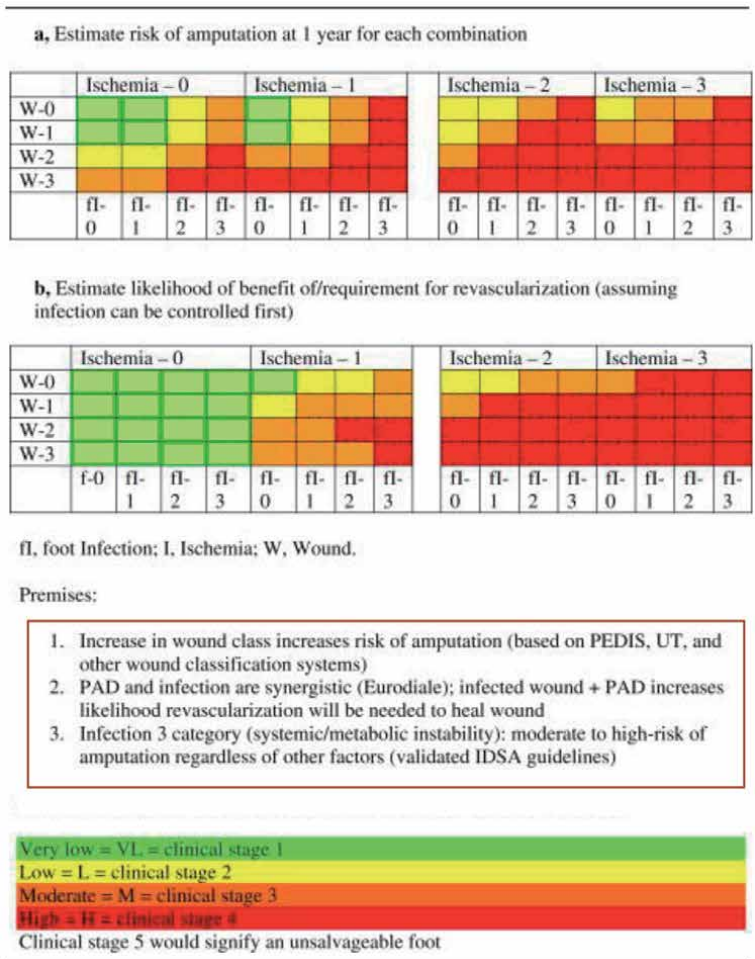 a, Estimate risk of amputation at 1 year for each combination
Ischemia – 0 Ischemia – 1 Ischemia – 2 Ischemia – 3
W-0
W-1
W-2
W-3
fI- fI- fI- fI- fI- fI- fI- fI- fI- fI- fI- fI- fI- fI- fI- fI-
0 1 2 3 0 1 2 3 0 1 2 3 0 1 2 3
b, Estimate likelihood of benefit of/requirement for revascularization (assuming
infection can be controlled first)
Ischemia – 0 Ischemia – 1 Ischemia – 2 Ischemia – 3
W-0
W-1
W-2
W-3
f-0 fI- fI- fI- fI- fI- fI- fI- fI- fI- fI- fI- fI- fI- fI- fI-
1 2 3 0 1 2 3 0 1 2 3 0 1 2 3
fI, foot Infection; I, Ischemia; W, Wound.
Premises:
1. Increase in wound class increases risk of amputation (based on PEDIS, UT, and
other wound classification systems)
2. PAD and infection are synergistic (Eurodiale); infected wound + PAD increases
likelihood revascularization will be needed to heal wound
3. Infection 3 category (systemic/metabolic instability): moderate to high-risk of
amputation regardless of other factors (validated IDSA guidelines)
Very low = VL = clinical stage 1
Low = L = clinical stage 2
Moderate = M = clinical stage 3
High = H = clinical stage 4
Clinical stage 5 would signify an unsalvageable foot